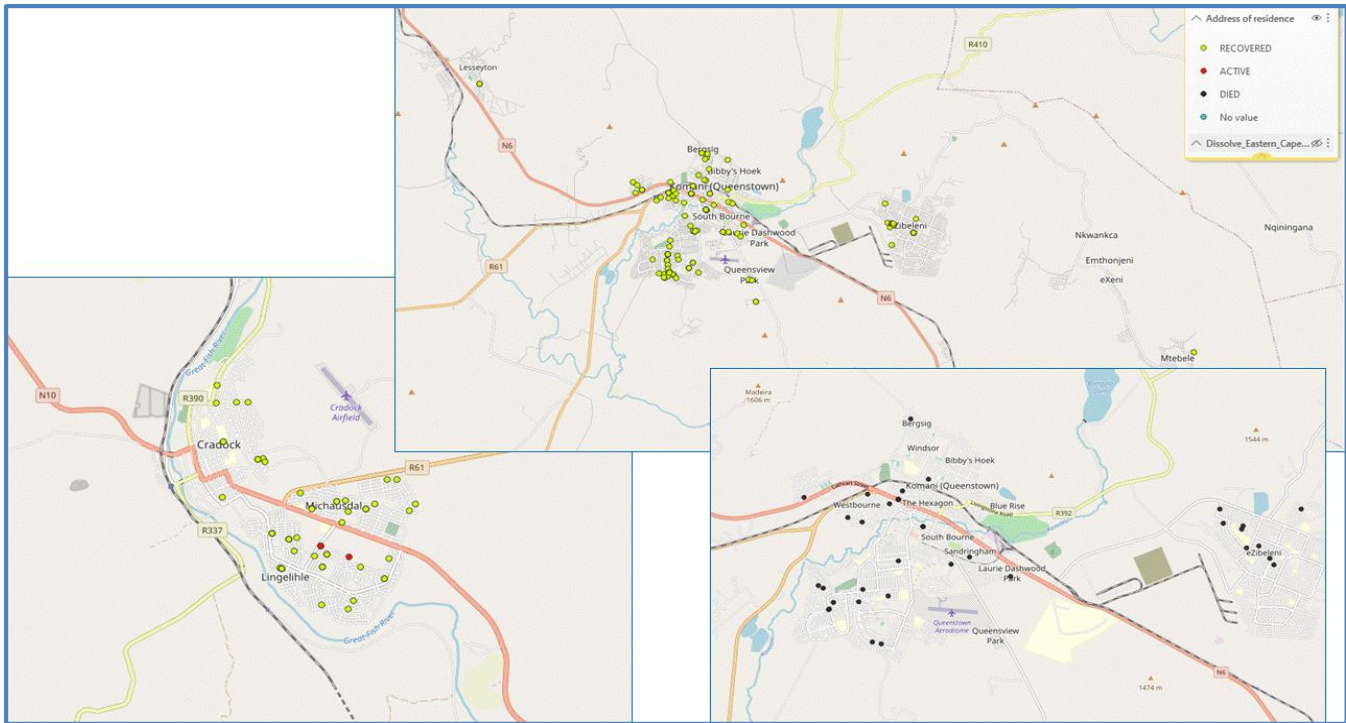 Address of residence
RECOVERED
ACTIVE
DIED
No value
Dissolve_Eastern_Cape...
R410
Lesseyton
N6
Bergsig
Bibby's Hoek
Komani (Queenstown)
South Bourne
Laurie Dashwood
Park
Zibeleni
Nkwankca
Nqiningana
Emthonjeni
eXeni
Queensview
Park
R61
N6
Mtebele
Great-Fish-River
N10
R390
Cradock
Airfield
Cradock
R61
Michausdal
R337
Lingelihle
Great-Fish-River
Madeira
1606 m
Bergsig
Windsor
Bibby's Hoek
1544 m
Cathcart Street
Komani (Queenstown)
Westbourne
The Hexagon
Blue Rise
R392
South Bourne
Sandringham
eZibeleni
Laurie Dashwood
Park
Queenstown
Aerodrome
Queensview
Park
N6
1474 m